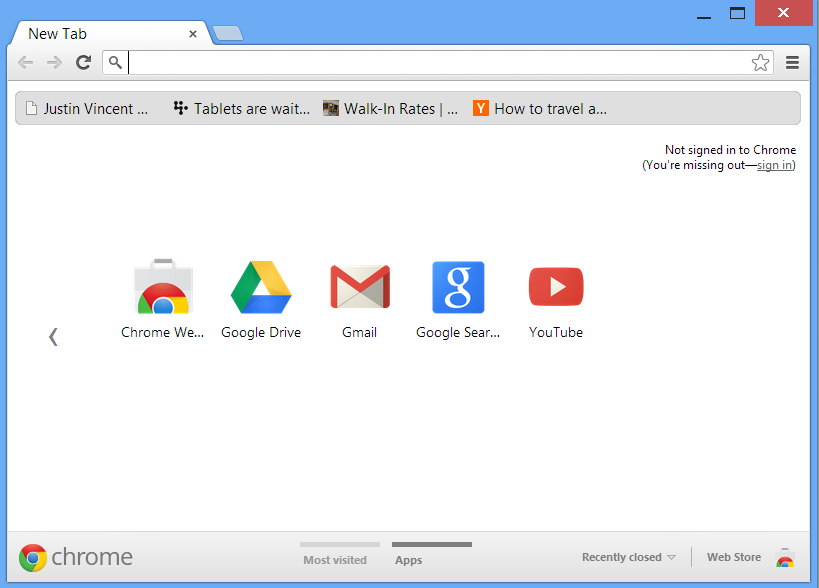 New Tab
Justin Vincent ...
Tablets are wait...
Walk-In Rates | ...
Y
How to travel a...
Not signed in to Chrome
(You're missing out—sign in)
g
Chrome We...
Google Drive
Gmail
Google Sear...
YouTube
chrome
Most visited
Apps
Recently closed
Web Store